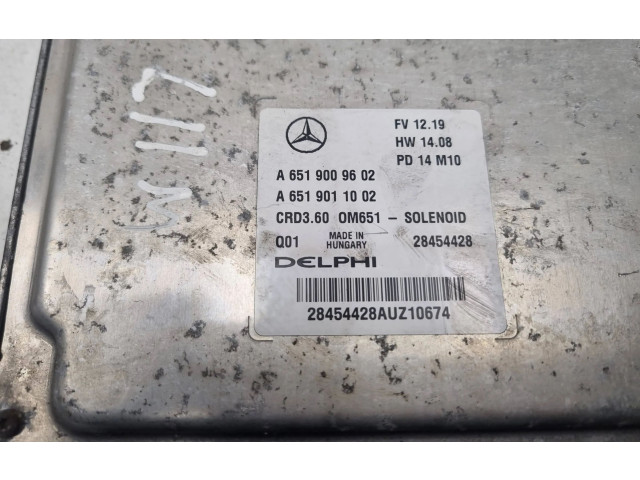 W 117
FV 12.19
HW 14.08
PD 14 M10
A 651 900 96 02
A 651 901 10 02
CRD3.60 OM651 - SOLENOID
Q01 MADE IN HUNGARY 28454428
DELPHI
28454428AUZ10674